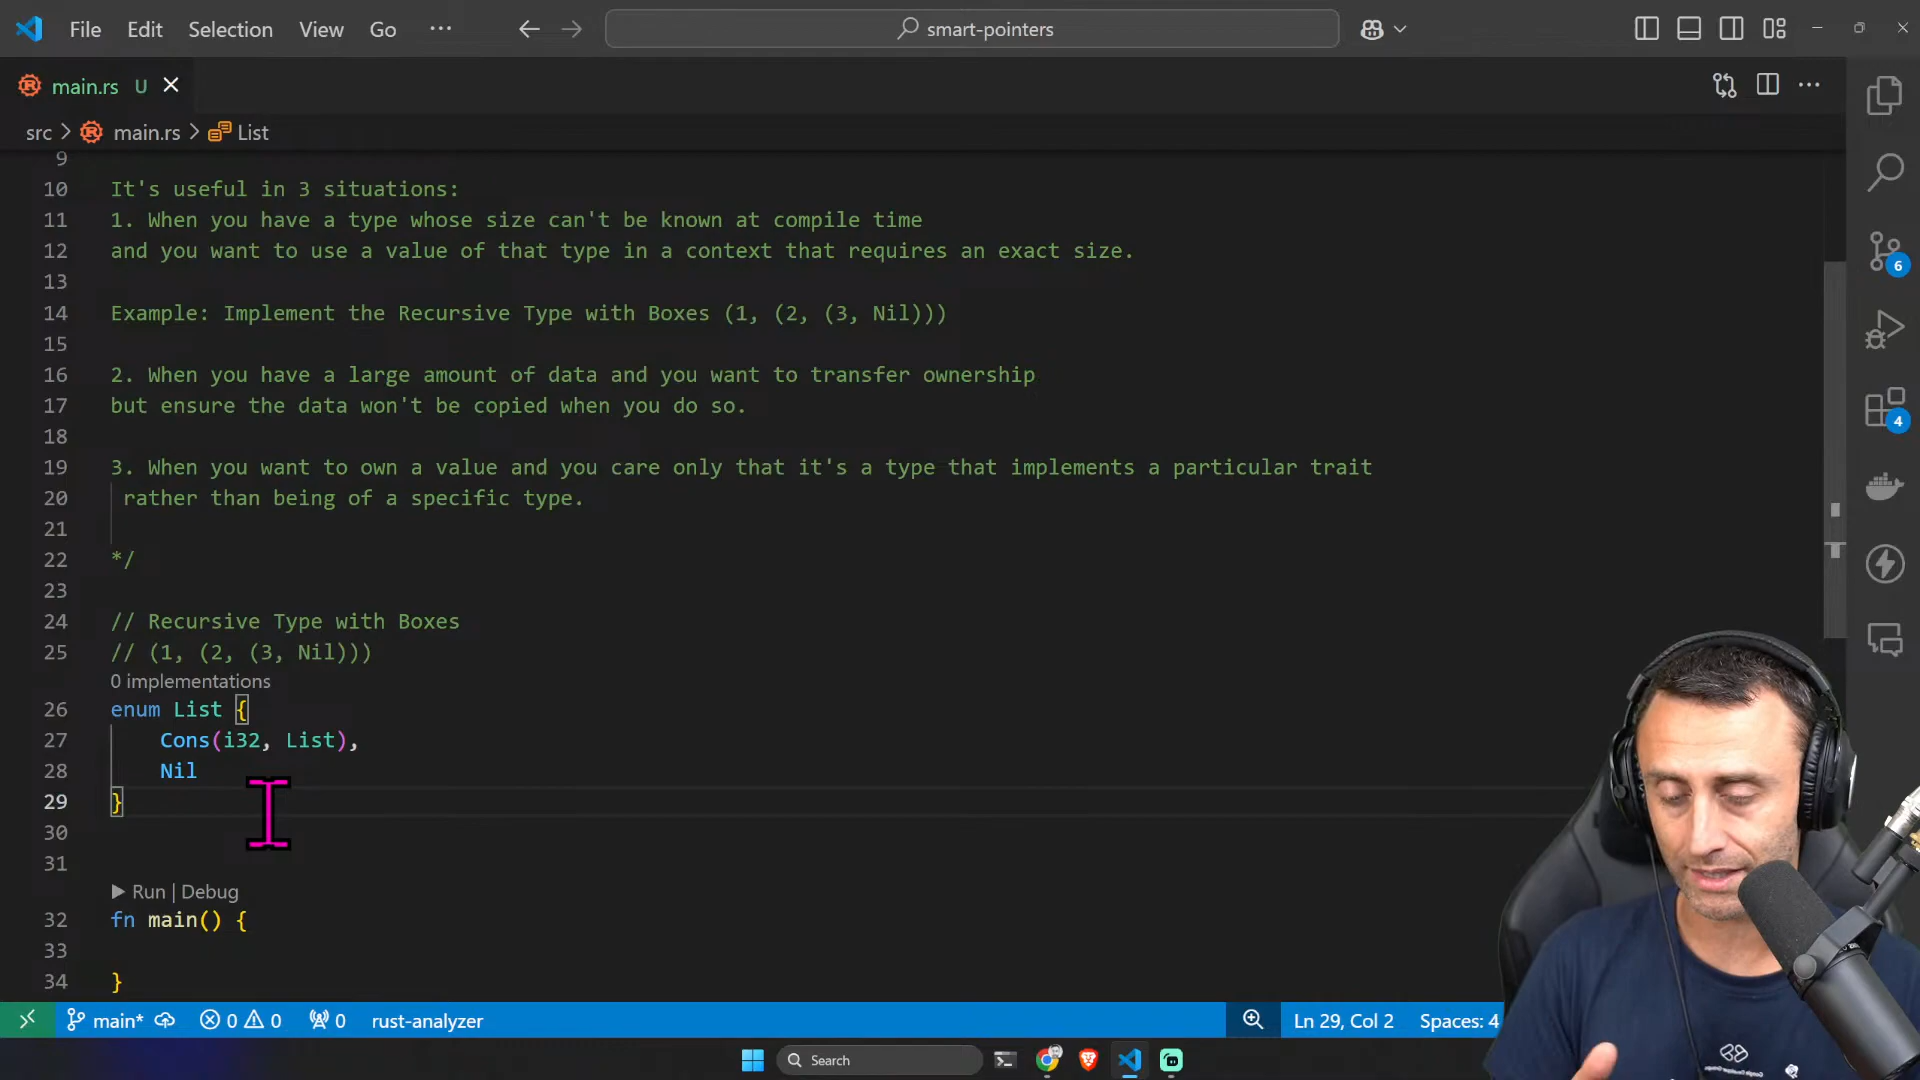 File Edit Selection View Go ··· smart-pointers
main.rs U
src > main.rs > List
9
10 It's useful in 3 situations:
11 1. When you have a type whose size can't be known at compile time
12 and you want to use a value of that type in a context that requires an exact size.
13
14 Example: Implement the Recursive Type with Boxes (1, (2, (3, Nil)))
15
16 2. When you have a large amount of data and you want to transfer ownership
17 but ensure the data won't be copied when you do so.
18
19 3. When you want to own a value and you care only that it's a type that implements a particular trait
20 rather than being of a specific type.
21
22 */
23
24 // Recursive Type with Boxes
25 // (1, (2, (3, Nil)))
0 implementations
26 enum List {
27 Cons(i32, List),
28 Nil
29 }
30
31
Run | Debug
32 fn main() {
33
34 }
6
4
main* 0 0 0 rust-analyzer Ln 29, Col 2 Spaces: 4
Search